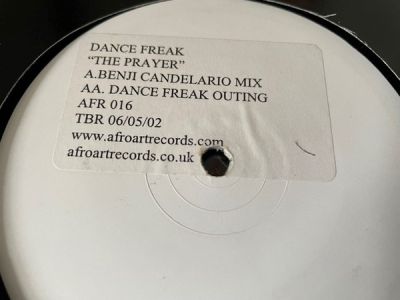 DANCE FREAK
“THE PRAYER”
A.BENJI CANDELARIO MIX
AA. DANCE FREAK OUTING
AFR 016
TBR 06/05/02
www.afroartrecords.com
afroartrecords.co.uk